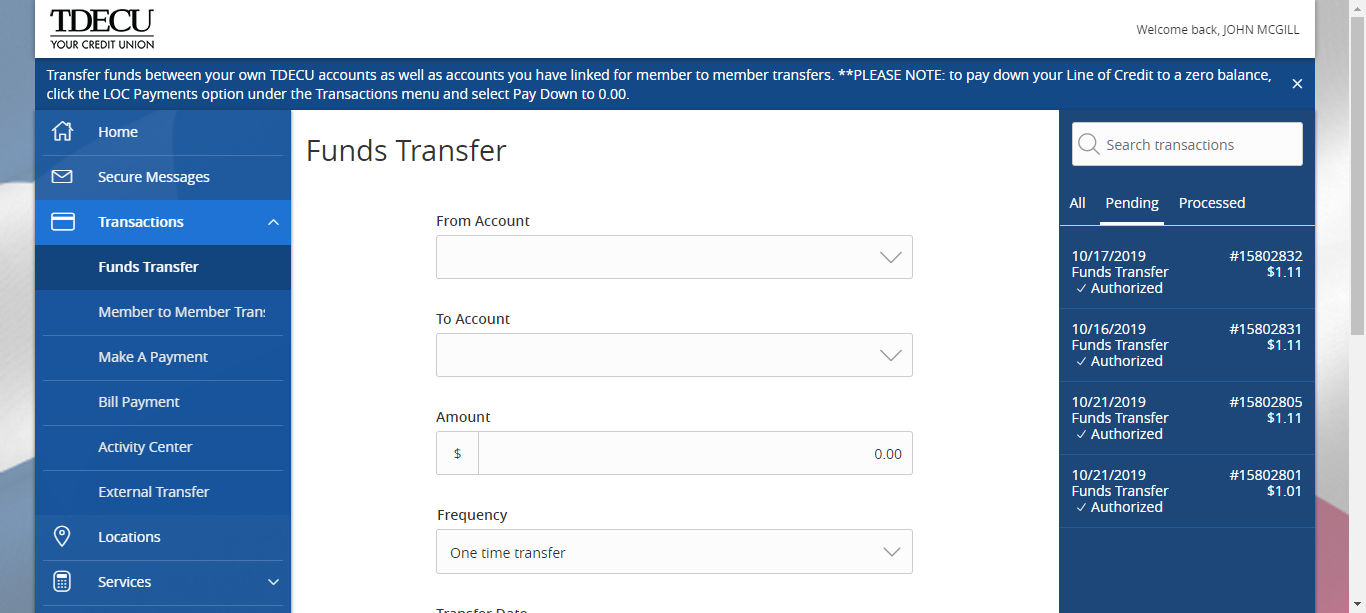 TDECU
YOUR CREDIT UNION
Welcome back, JOHN MCGILL
Transfer funds between your own TDECU accounts as well as accounts you have linked for member to member transfers. **PLEASE NOTE: to pay down your Line of Credit to a zero balance,
click the LOC Payments option under the Transactions menu and select Pay Down to 0.00.
Home
Secure Messages
Transactions
Funds Transfer
Member to Member Trans
Make A Payment
Bill Payment
Activity Center
External Transfer
Locations
Services
Funds Transfer
From Account
To Account
Amount
$ 0.00
Frequency
One time transfer
Transfer Date
Search transactions
All Pending Processed
10/17/2019 #15802832
Funds Transfer $1.11
✓ Authorized
10/16/2019 #15802831
Funds Transfer $1.11
✓ Authorized
10/21/2019 #15802805
Funds Transfer $1.11
✓ Authorized
10/21/2019 #15802801
Funds Transfer $1.01
✓ Authorized